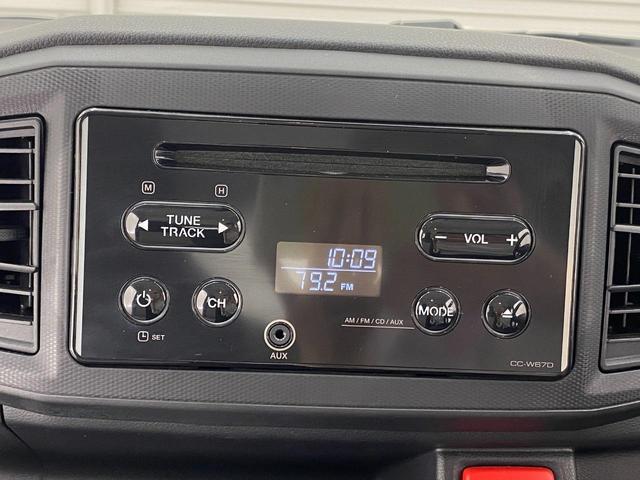 M H
TUNE
TRACK
- VOL +
10:09
79.2 FM
CH
MODE
SET
AM / FM / CD / AUX
AUX
CC-W67D